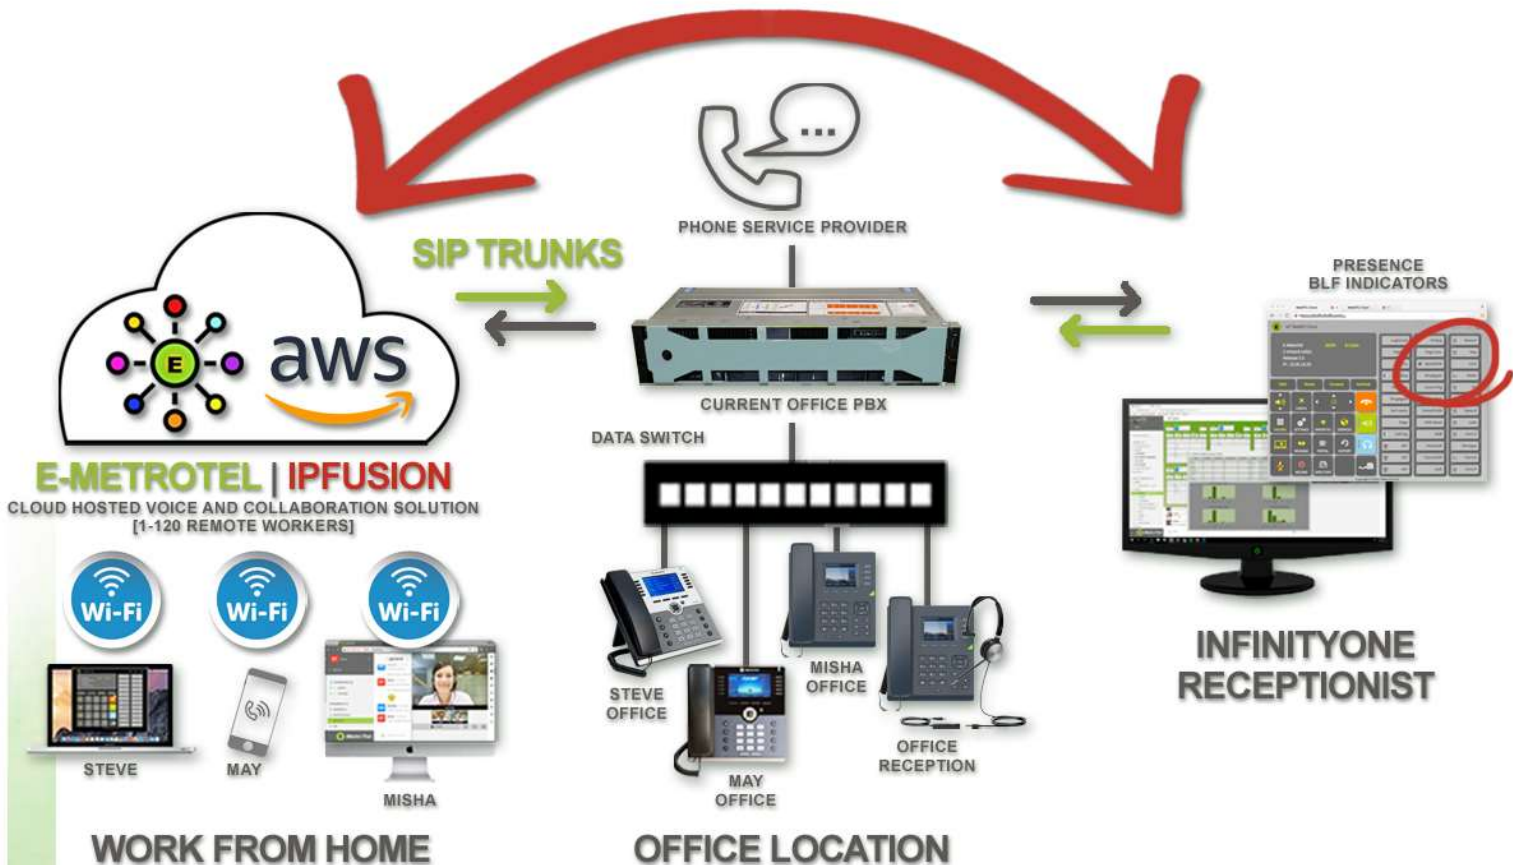 PHONE SERVICE PROVIDER
SIP TRUNKS
PRESENCE
BLF INDICATORS
E
aws
CURRENT OFFICE PBX
DATA SWITCH
E-METROTEL | IPFUSION
CLOUD HOSTED VOICE AND COLLABORATION SOLUTION
[1-120 REMOTE WORKERS]
Wi-Fi
Wi-Fi
Wi-Fi
STEVE
MAY
MISHA
STEVE
OFFICE
MAY
OFFICE
MISHA
OFFICE
OFFICE
RECEPTION
INFINITYONE
RECEPTIONIST
WORK FROM HOME
OFFICE LOCATION